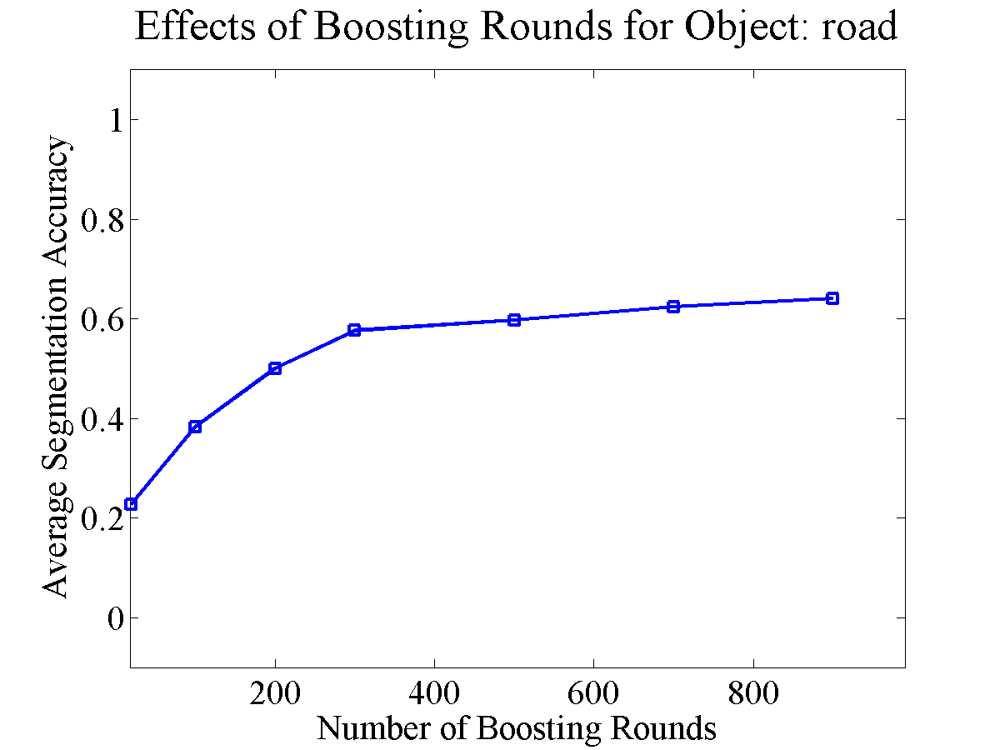 Effects of Boosting Rounds for Object: road
Average Segmentation Accuracy
1
0.8
0.6
0.4
0.2
0
200 400 600 800
Number of Boosting Rounds